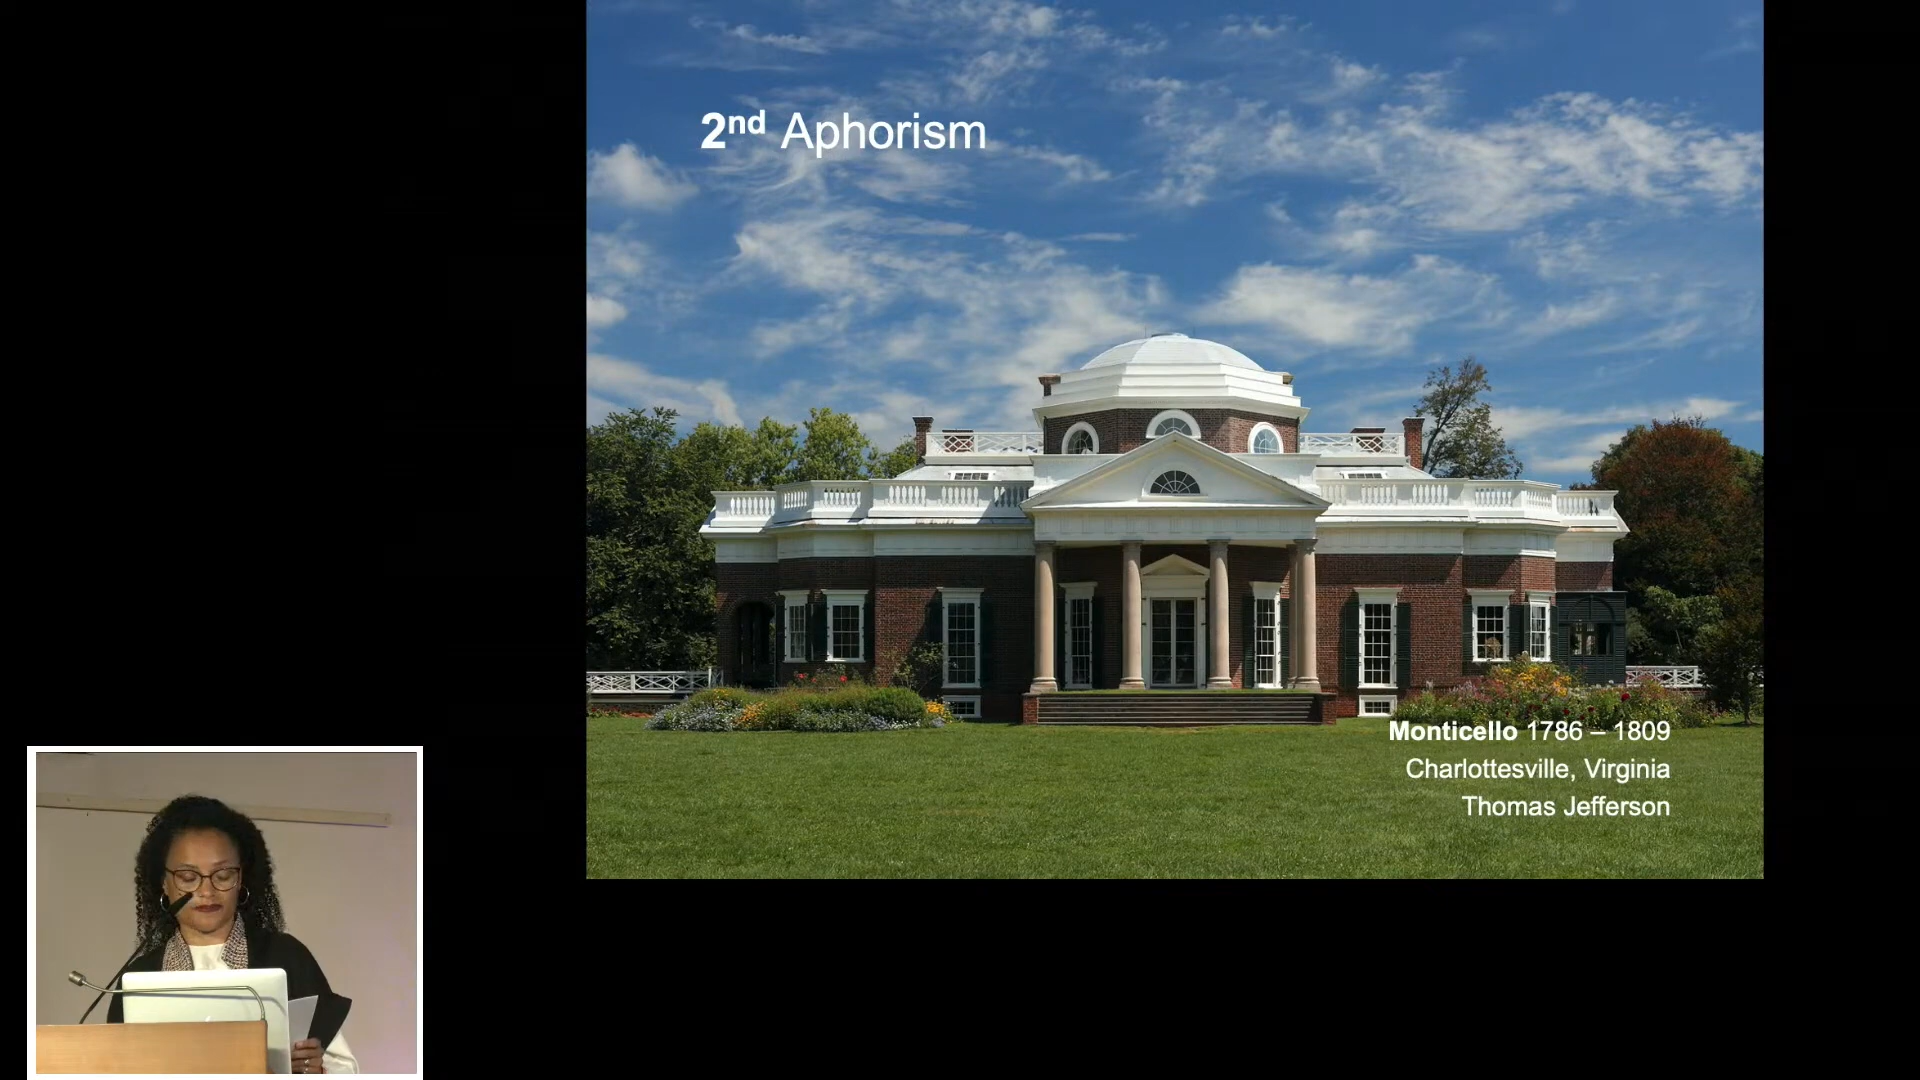 2nd Aphorism
Monticello 1786 – 1809
Charlottesville, Virginia
Thomas Jefferson